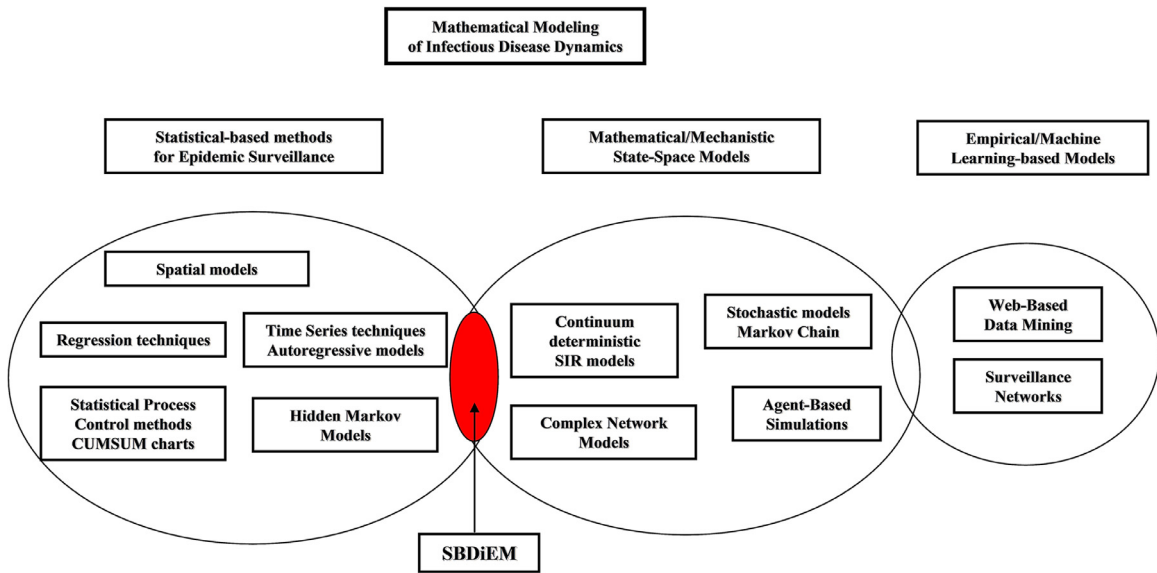 Mathematical Modeling
of Infectious Disease Dynamics
Statistical-based methods
for Epidemic Surveillance
Mathematical/Mechanistic
State-Space Models
Empirical/Machine
Learning-based Models
Spatial models
Regression techniques
Time Series techniques
Autoregressive models
Statistical Process
Control methods
CUMSUM charts
Hidden Markov
Models
Continuum
deterministic
SIR models
Stochastic models
Markov Chain
Complex Network
Models
Agent-Based
Simulations
Web-Based
Data Mining
Surveillance
Networks
SBDiEM